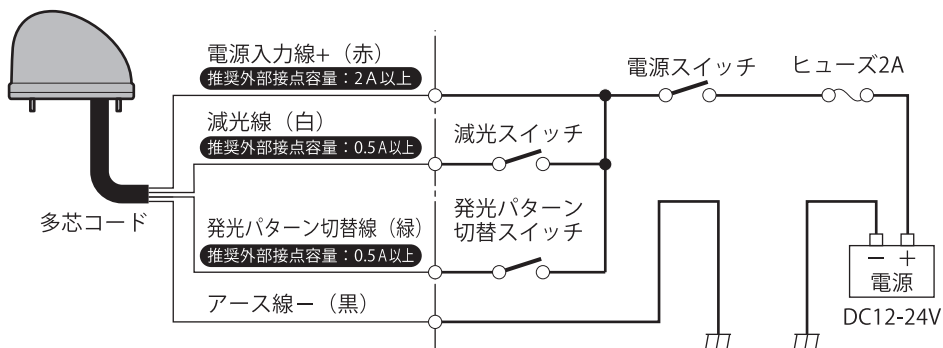 電源入力線+（赤）
推奨外部接点容量：2A以上
電源スイッチ
ヒューズ2A
減光線（白）
推奨外部接点容量：0.5A以上
減光スイッチ
多芯コード
発光パターン切替線（緑）
推奨外部接点容量：0.5A以上
発光パターン
切替スイッチ
アース線－（黒）
－ ＋
電源
DC12-24V